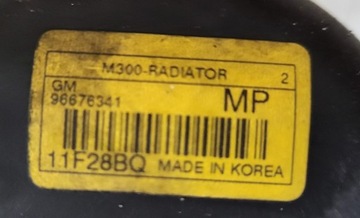 M300-RADIATOR 2
GM
96676341 MP
11F28BQ MADE IN KOREA